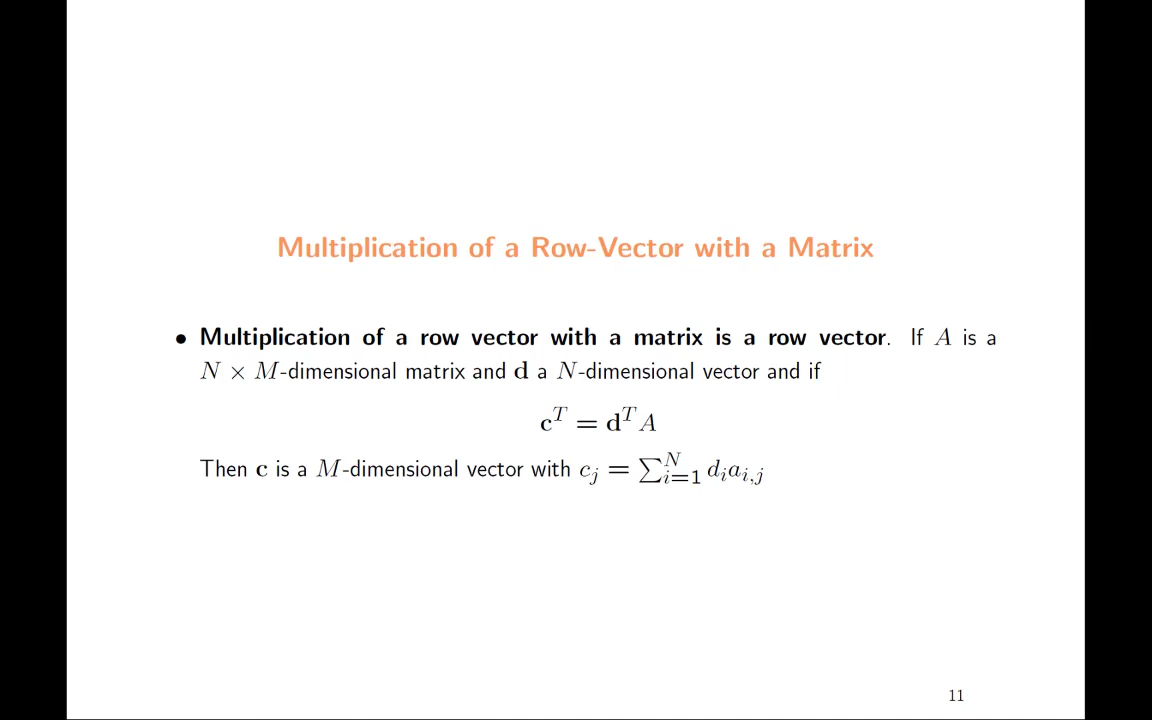 Multiplication of a Row-Vector with a Matrix
• Multiplication of a row vector with a matrix is a row vector. If A is a
N × M-dimensional matrix and d a N-dimensional vector and if
c^T = d^T A
Then c is a M-dimensional vector with c_j = ∑_{i=1}^N d_i a_{i,j}
11